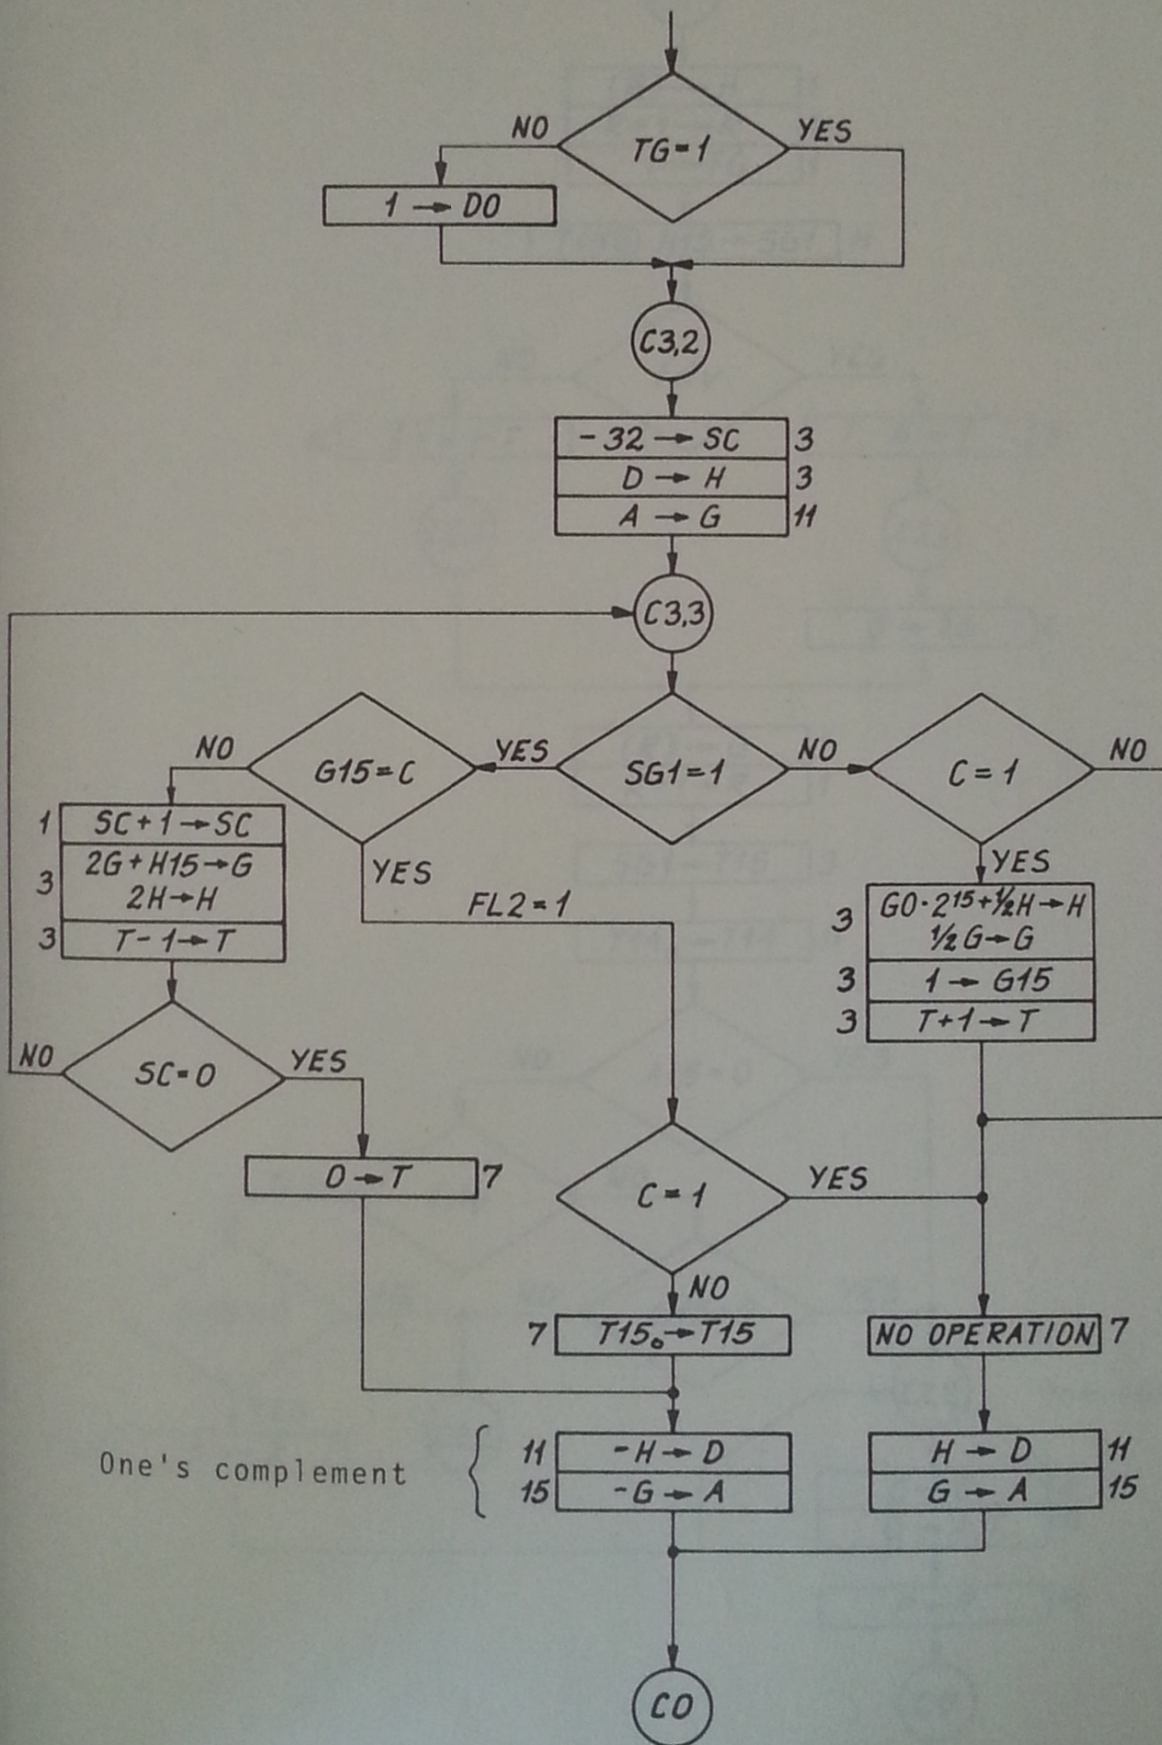 NO
TG=1
YES
1 → DO
C3,2
-32 → SC 3
D → H 3
A → G 11
C3,3
NO
G15=C
YES
SG1=1
NO
C=1
NO
1 SC+1→SC
3 2G+H15→G
2H→H
3 T-1→T
YES
FL2=1
YES
3 G0·2¹⁵+½H→H
½G→G
3 1 → G15
3 T+1→T
NO
SC=0
YES
0→T 7
C=1
YES
NO
7 T15₀→T15
NO OPERATION 7
One's complement
11 -H→D
15 -G→A
H → D 11
G → A 15
CO